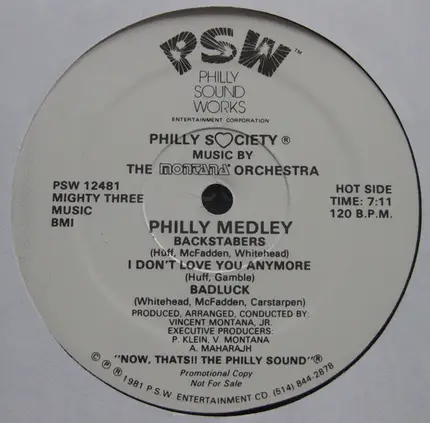 PSW™
PHILLY
SOUND
WORKS
ENTERTAINMENT CORPORATION
PHILLY S♡CIETY®
MUSIC BY
THE MONTANA ORCHESTRA
PSW 12481
MIGHTY THREE
MUSIC
BMI
HOT SIDE
TIME: 7:11
120 B.P.M.
PHILLY MEDLEY
BACKSTABERS
(Huff, McFadden, Whitehead)
I DON'T LOVE YOU ANYMORE
(Huff, Gamble)
BADLUCK
(Whitehead, McFadden, Carstarpen)
PRODUCED, ARRANGED, CONDUCTED BY:
VINCENT MONTANA, JR.
EXECUTIVE PRODUCERS:
P. KLEIN, V. MONTANA
A. MAHARAJH
"NOW, THATS!! THE PHILLY SOUND"®
Promotional Copy
Not For Sale
©℗® 1981 P.S.W. ENTERTAINMENT CO. (514) 844-2878